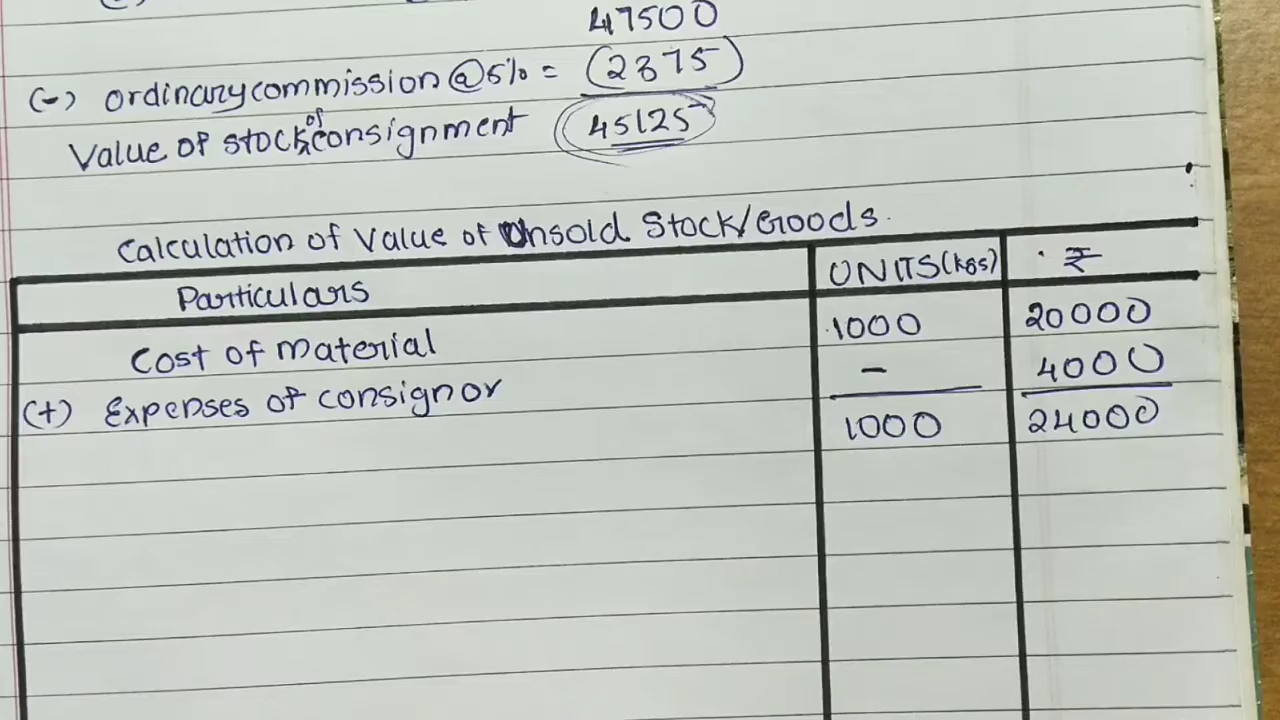 47500
(-) ordinary commission @ 5% = (2375)
Value of stock of consignment 45125
Calculation of Value of Unsold Stock/Goods.
Particulars UNITS(kgs) ₹
Cost of material 1000 20000
(+) Expenses of consignor - 4000
1000 24000